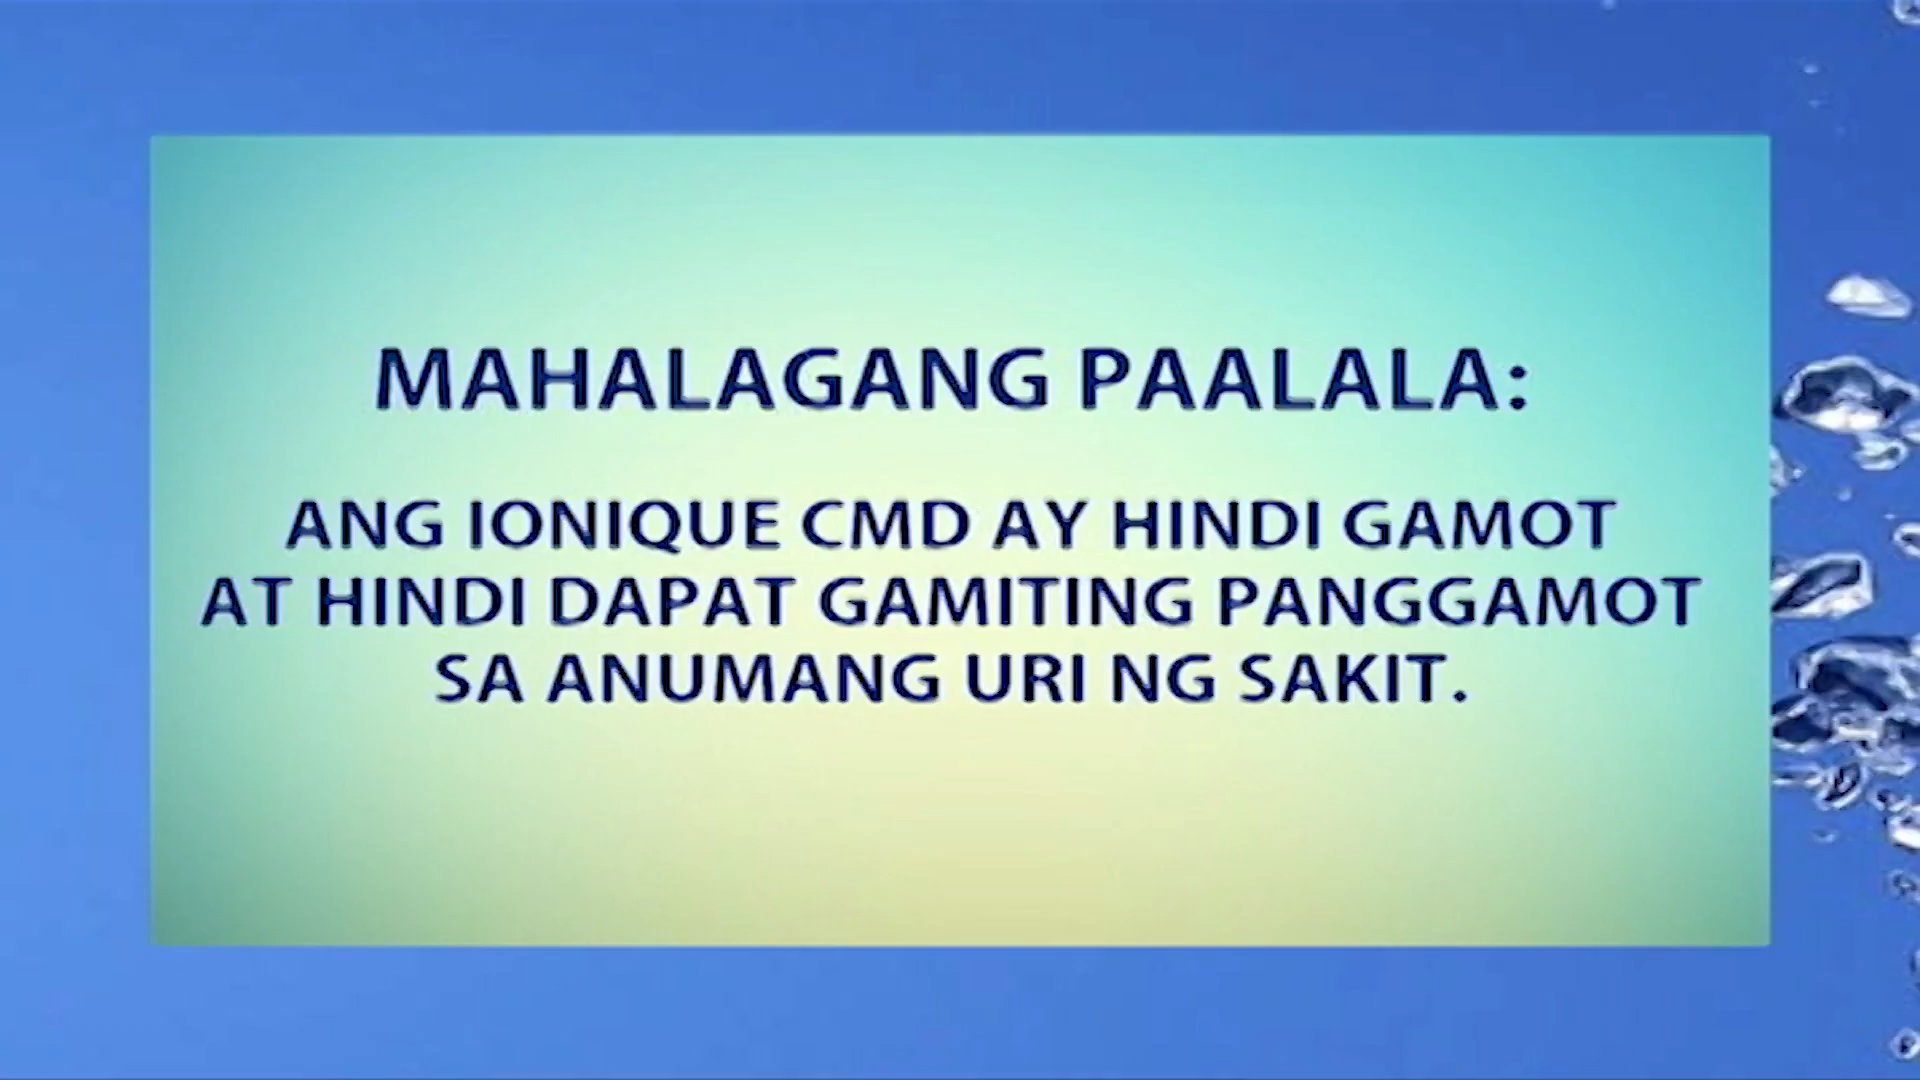 MAHALAGANG PAALALA:
ANG IONIQUE CMD AY HINDI GAMOT
AT HINDI DAPAT GAMITING PANGGAMOT
SA ANUMANG URI NG SAKIT.